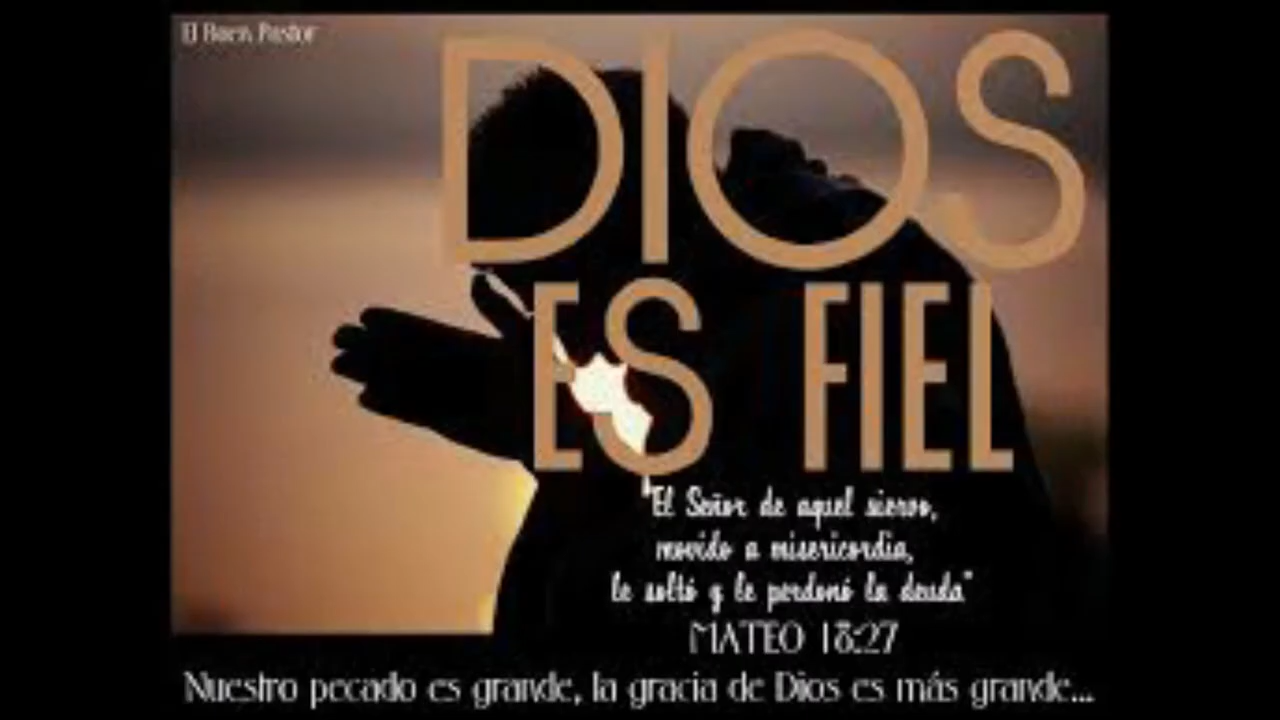 El Buen Pastor
DIOS
ES FIEL
"El Señor de aquel siervo,
movido a misericordia,
le soltó y le perdonó la deuda"
MATEO 18:27
Nuestro pecado es grande, la gracia de Dios es más grande...